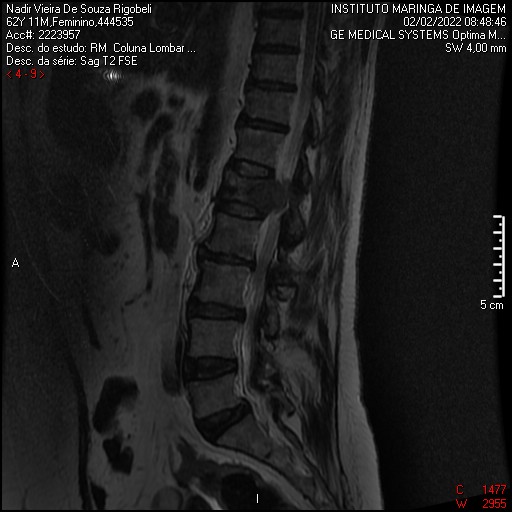 Nadir Vieira De Souza Rigobeli
62Y 11M,Feminino,444535
Acc#: 2223957
Desc. do estudo: RM Coluna Lombar ...
Desc. da série: Sag T2 FSE
< 4 - 9 >
INSTITUTO MARINGA DE IMAGEM
02/02/2022 08:48:46
GE MEDICAL SYSTEMS Optima M...
SW 4,00 mm
A
5 cm
I
C 1477
W 2955